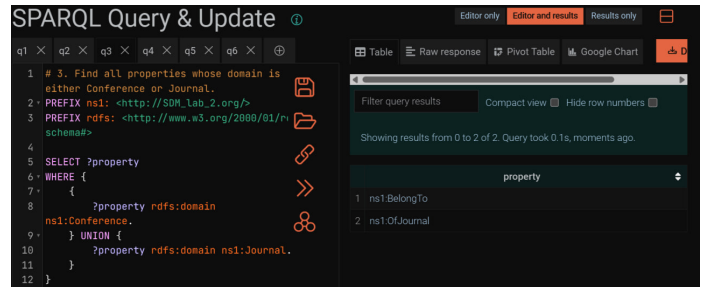 SPARQL Query & Update
Editor only Editor and results Results only
q1 q2 q3 q4 q5 q6
Table Raw response Pivot Table Google Chart D
1 # 3. Find all properties whose domain is
either Conference or Journal.
2 PREFIX ns1: <http://SDM_lab_2.org/>
3 PREFIX rdfs: <http://www.w3.org/2000/01/r
schema#>
4
5 SELECT ?property
6 WHERE {
7 {
8 ?property rdfs:domain
ns1:Conference.
9 } UNION {
10 ?property rdfs:domain ns1:Journal.
11 }
12 }
Filter query results Compact view Hide row numbers
Showing results from 0 to 2 of 2. Query took 0.1s, moments ago.
property
1 ns1:BelongTo
2 ns1:OfJournal